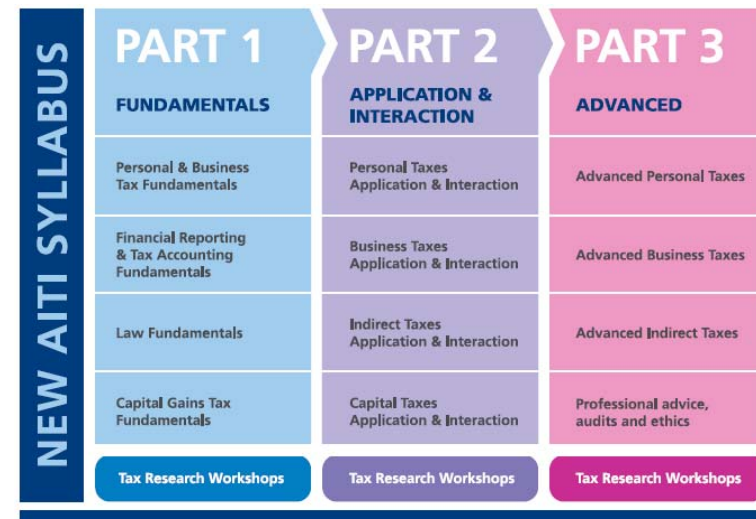 NEW AITI SYLLABUS
PART 1
FUNDAMENTALS
Personal & Business
Tax Fundamentals
Financial Reporting
& Tax Accounting
Fundamentals
Law Fundamentals
Capital Gains Tax
Fundamentals
Tax Research Workshops
PART 2
APPLICATION &
INTERACTION
Personal Taxes
Application & Interaction
Business Taxes
Application & Interaction
Indirect Taxes
Application & Interaction
Capital Taxes
Application & Interaction
Tax Research Workshops
PART 3
ADVANCED
Advanced Personal Taxes
Advanced Business Taxes
Advanced Indirect Taxes
Professional advice,
audits and ethics
Tax Research Workshops